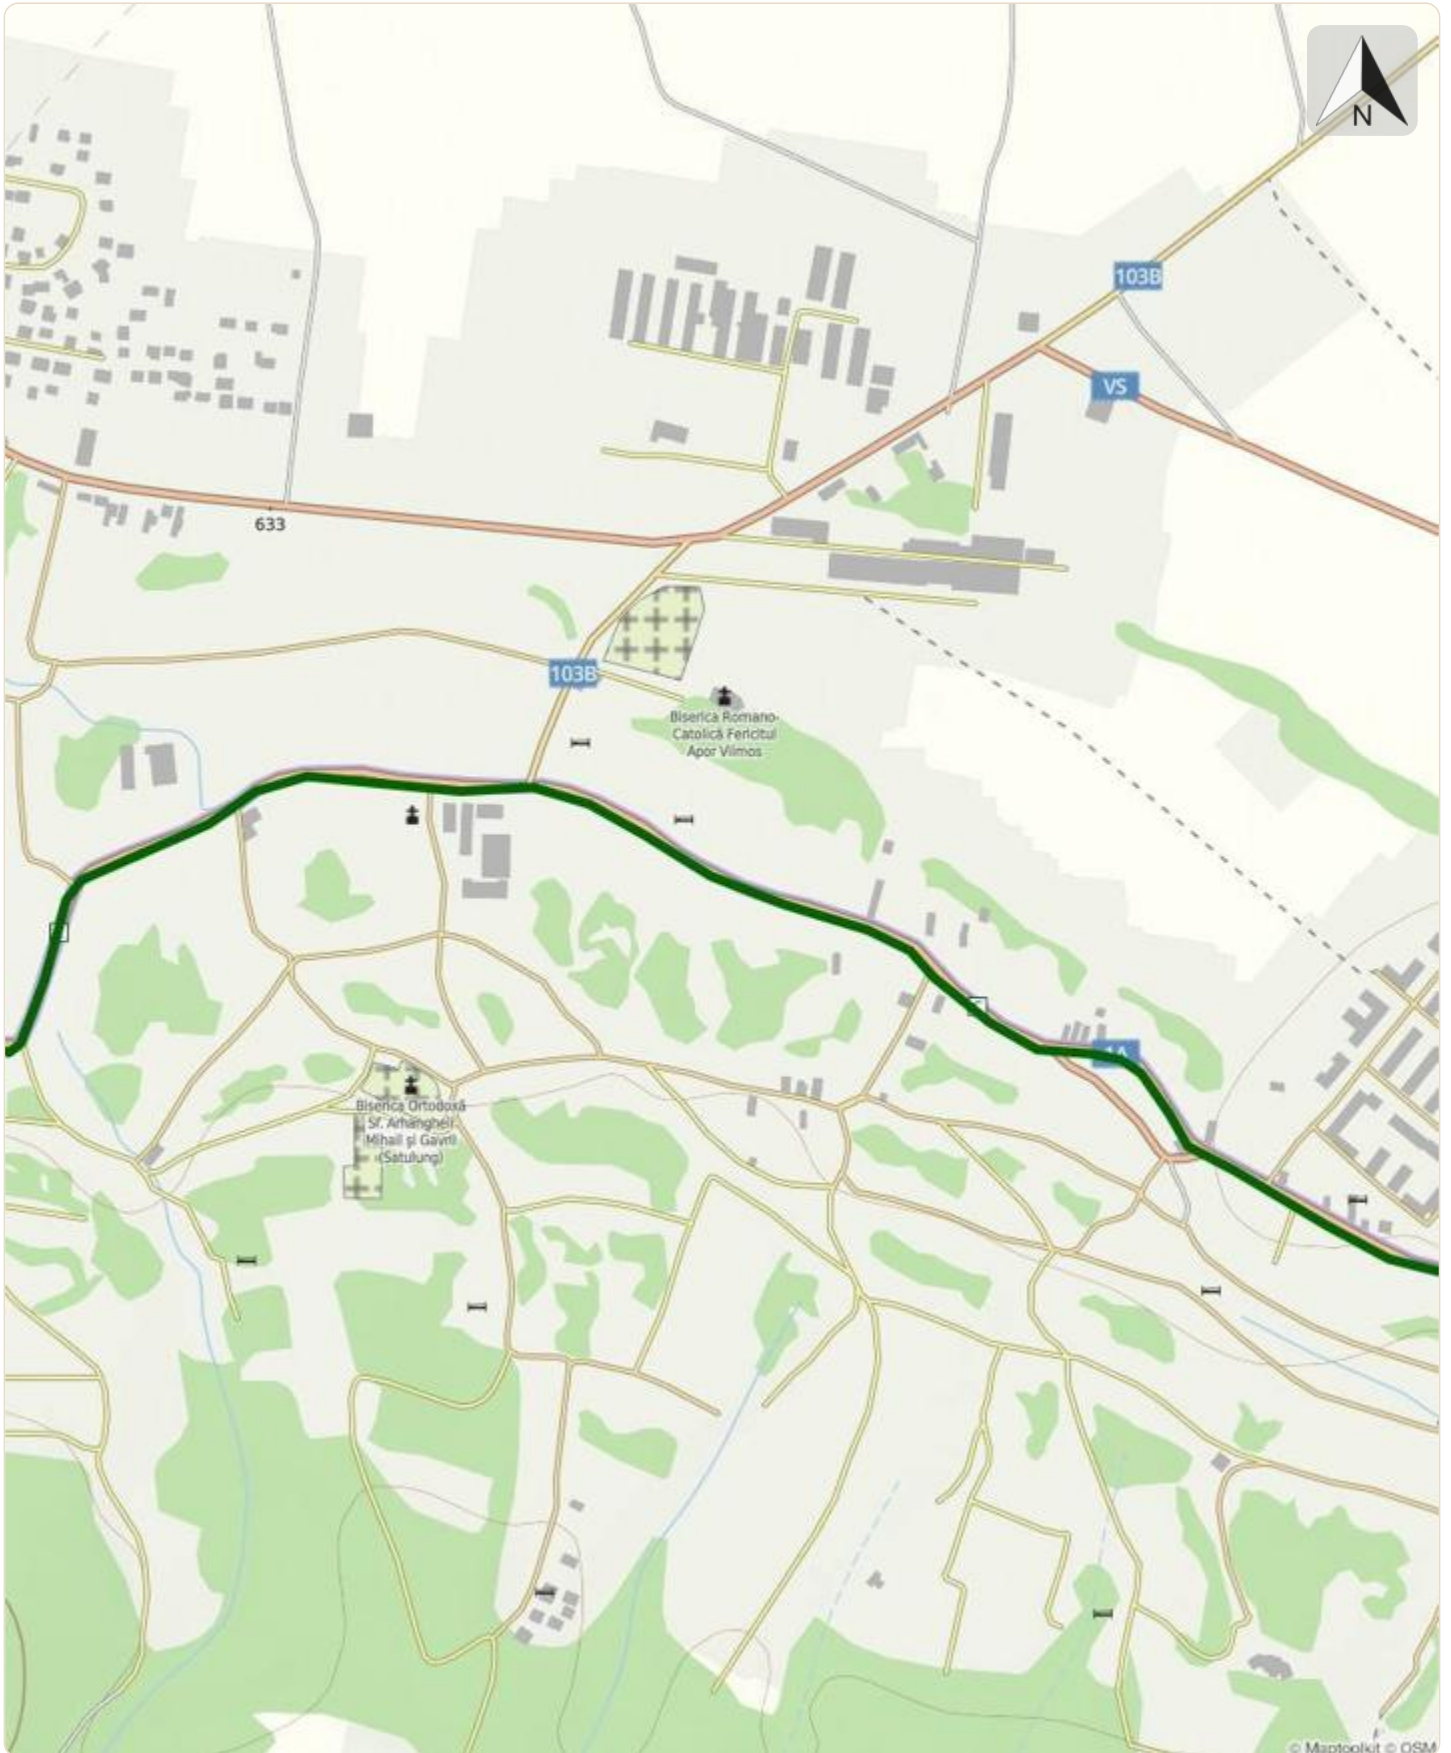 N
103B
VS
633
103B
Biserica Romano-
Catolică Fericitul
Apor Vilmos
1A
Biserica Ortodoxă
Sf. Arhangheli
Mihail și Gavril
(Satulung)
© Maptoolkit © OSM